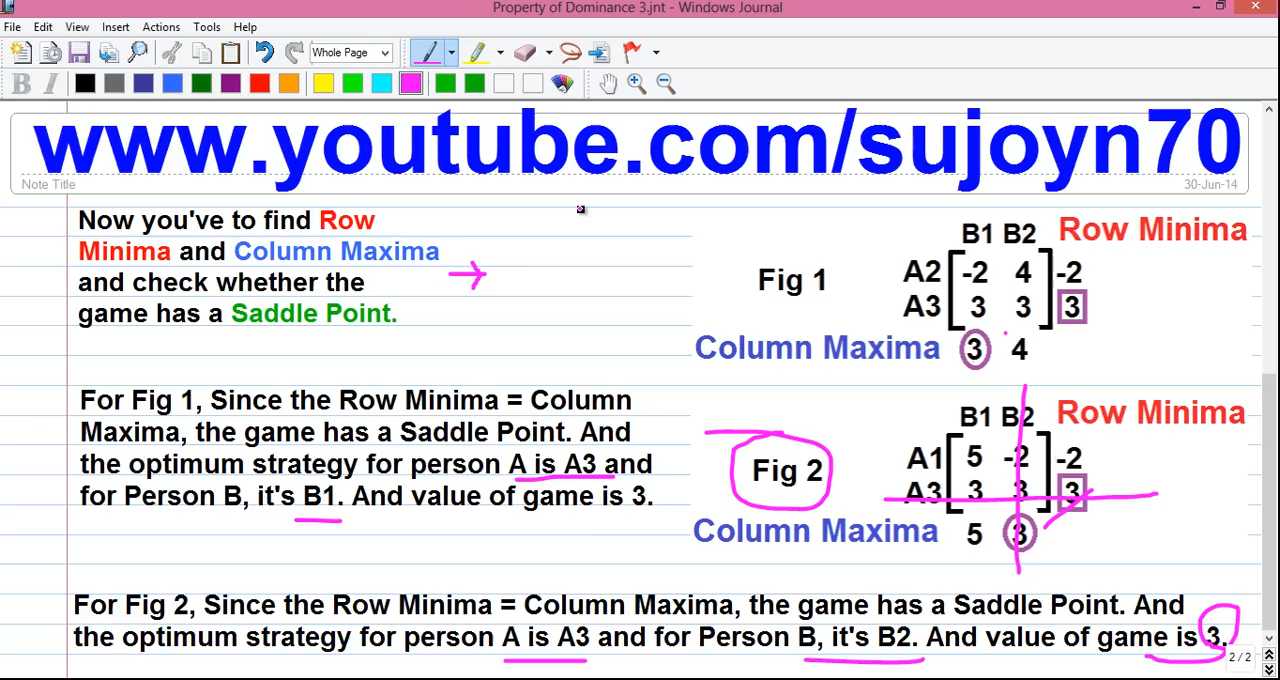 Property of Dominance 3.jnt - Windows Journal
File Edit View Insert Actions Tools Help
Whole Page
B I
www.youtube.com/sujoyn70
Note Title 30-Jun-14
Now you've to find Row
Minima and Column Maxima
and check whether the
game has a Saddle Point.
B1 B2 Row Minima
Fig 1
A2 -2 4 -2
A3 3 3 3
Column Maxima 3 4
For Fig 1, Since the Row Minima = Column
Maxima, the game has a Saddle Point. And
the optimum strategy for person A is A3 and
for Person B, it's B1. And value of game is 3.
B1 B2 Row Minima
Fig 2
A1 5 -2 -2
A3 3 3 3
Column Maxima 5 3
For Fig 2, Since the Row Minima = Column Maxima, the game has a Saddle Point. And
the optimum strategy for person A is A3 and for Person B, it's B2. And value of game is 3.
2/2